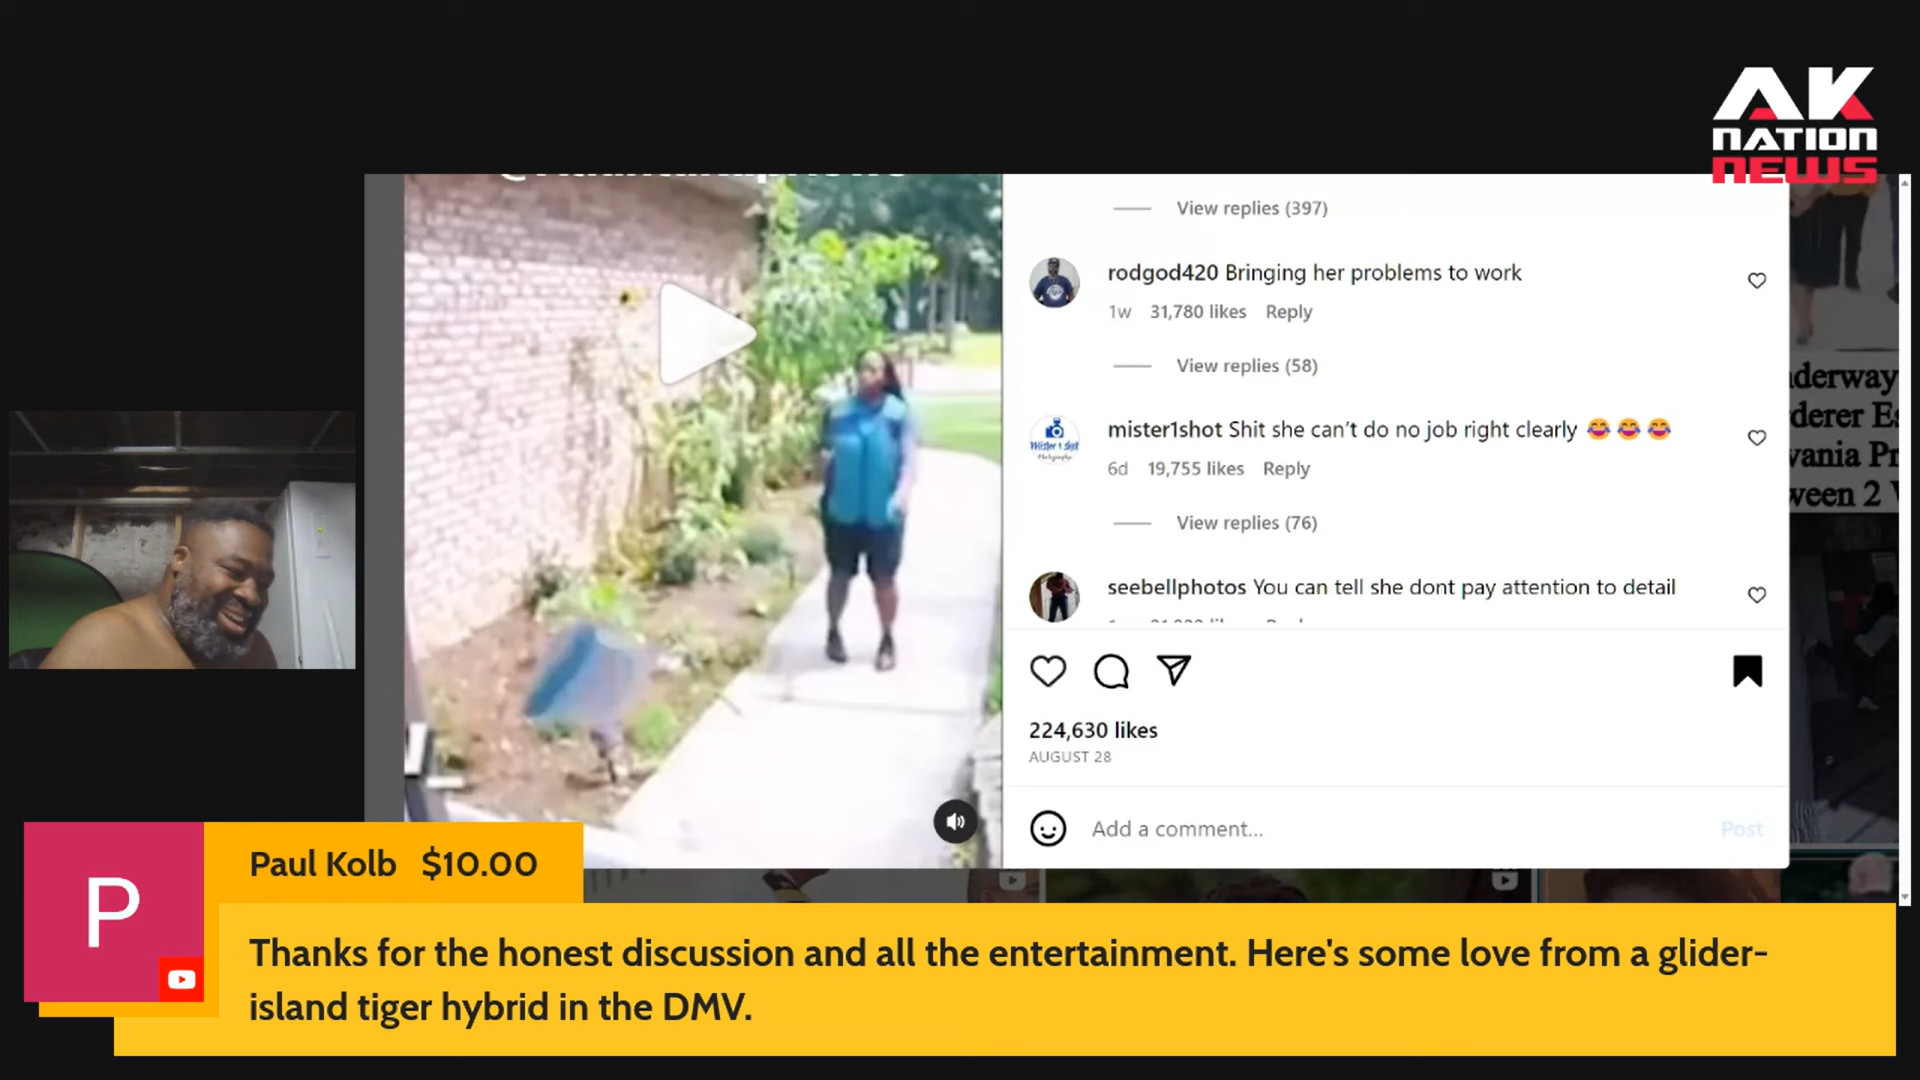 AK
NATION
NEWS
View replies (397)
rodgod420 Bringing her problems to work
1w 31,780 likes Reply
View replies (58)
mister1shot Shit she can't do no job right clearly 😂 😂 😂
6d 19,755 likes Reply
View replies (76)
seebellphotos You can tell she dont pay attention to detail
224,630 likes
AUGUST 28
Add a comment...
Post
derway
derer Es
vania Pr
ween 2
P
Paul Kolb $10.00
Thanks for the honest discussion and all the entertainment. Here's some love from a glider-
island tiger hybrid in the DMV.